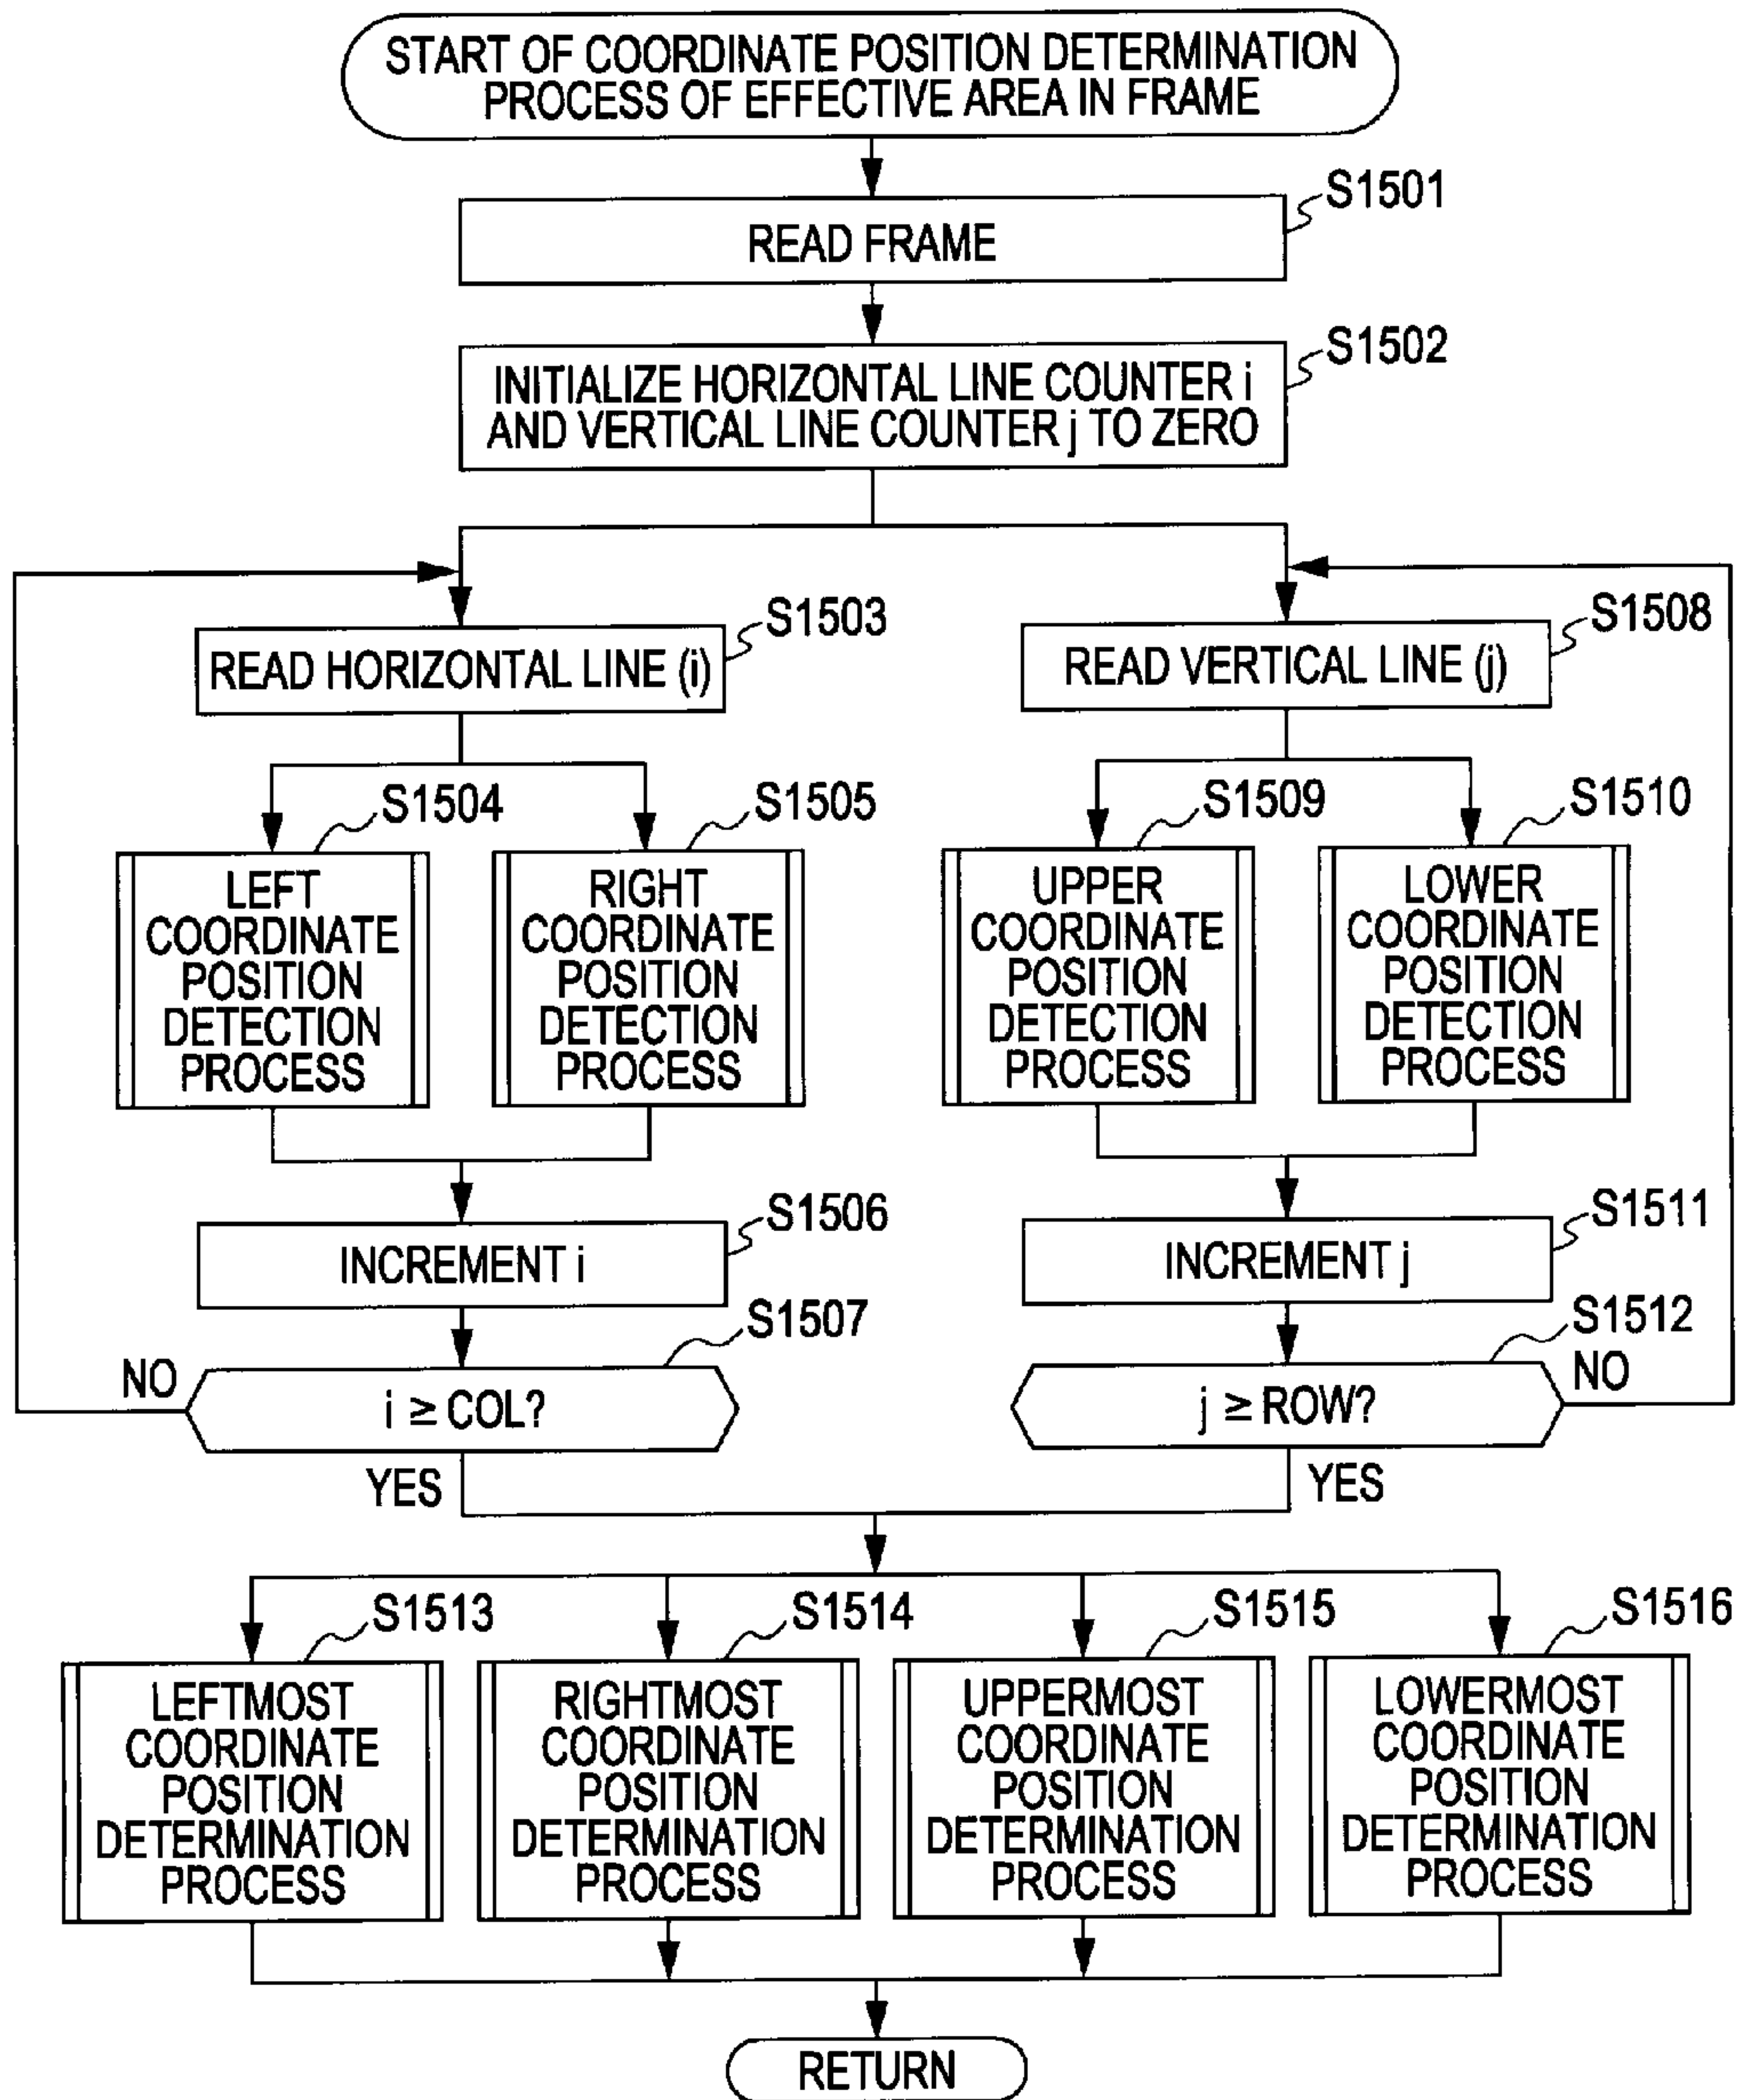 START OF COORDINATE POSITION DETERMINATION
PROCESS OF EFFECTIVE AREA IN FRAME
S1501
READ FRAME
S1502
INITIALIZE HORIZONTAL LINE COUNTER i
AND VERTICAL LINE COUNTER j TO ZERO
S1503
READ HORIZONTAL LINE (i)
S1508
READ VERTICAL LINE (j)
S1504
LEFT
COORDINATE
POSITION
DETECTION
PROCESS
S1505
RIGHT
COORDINATE
POSITION
DETECTION
PROCESS
S1509
UPPER
COORDINATE
POSITION
DETECTION
PROCESS
S1510
LOWER
COORDINATE
POSITION
DETECTION
PROCESS
S1506
INCREMENT i
S1511
INCREMENT j
S1507
NO
i ≥ COL?
YES
S1512
NO
j ≥ ROW?
YES
S1513
LEFTMOST
COORDINATE
POSITION
DETERMINATION
PROCESS
S1514
RIGHTMOST
COORDINATE
POSITION
DETERMINATION
PROCESS
S1515
UPPERMOST
COORDINATE
POSITION
DETERMINATION
PROCESS
S1516
LOWERMOST
COORDINATE
POSITION
DETERMINATION
PROCESS
RETURN